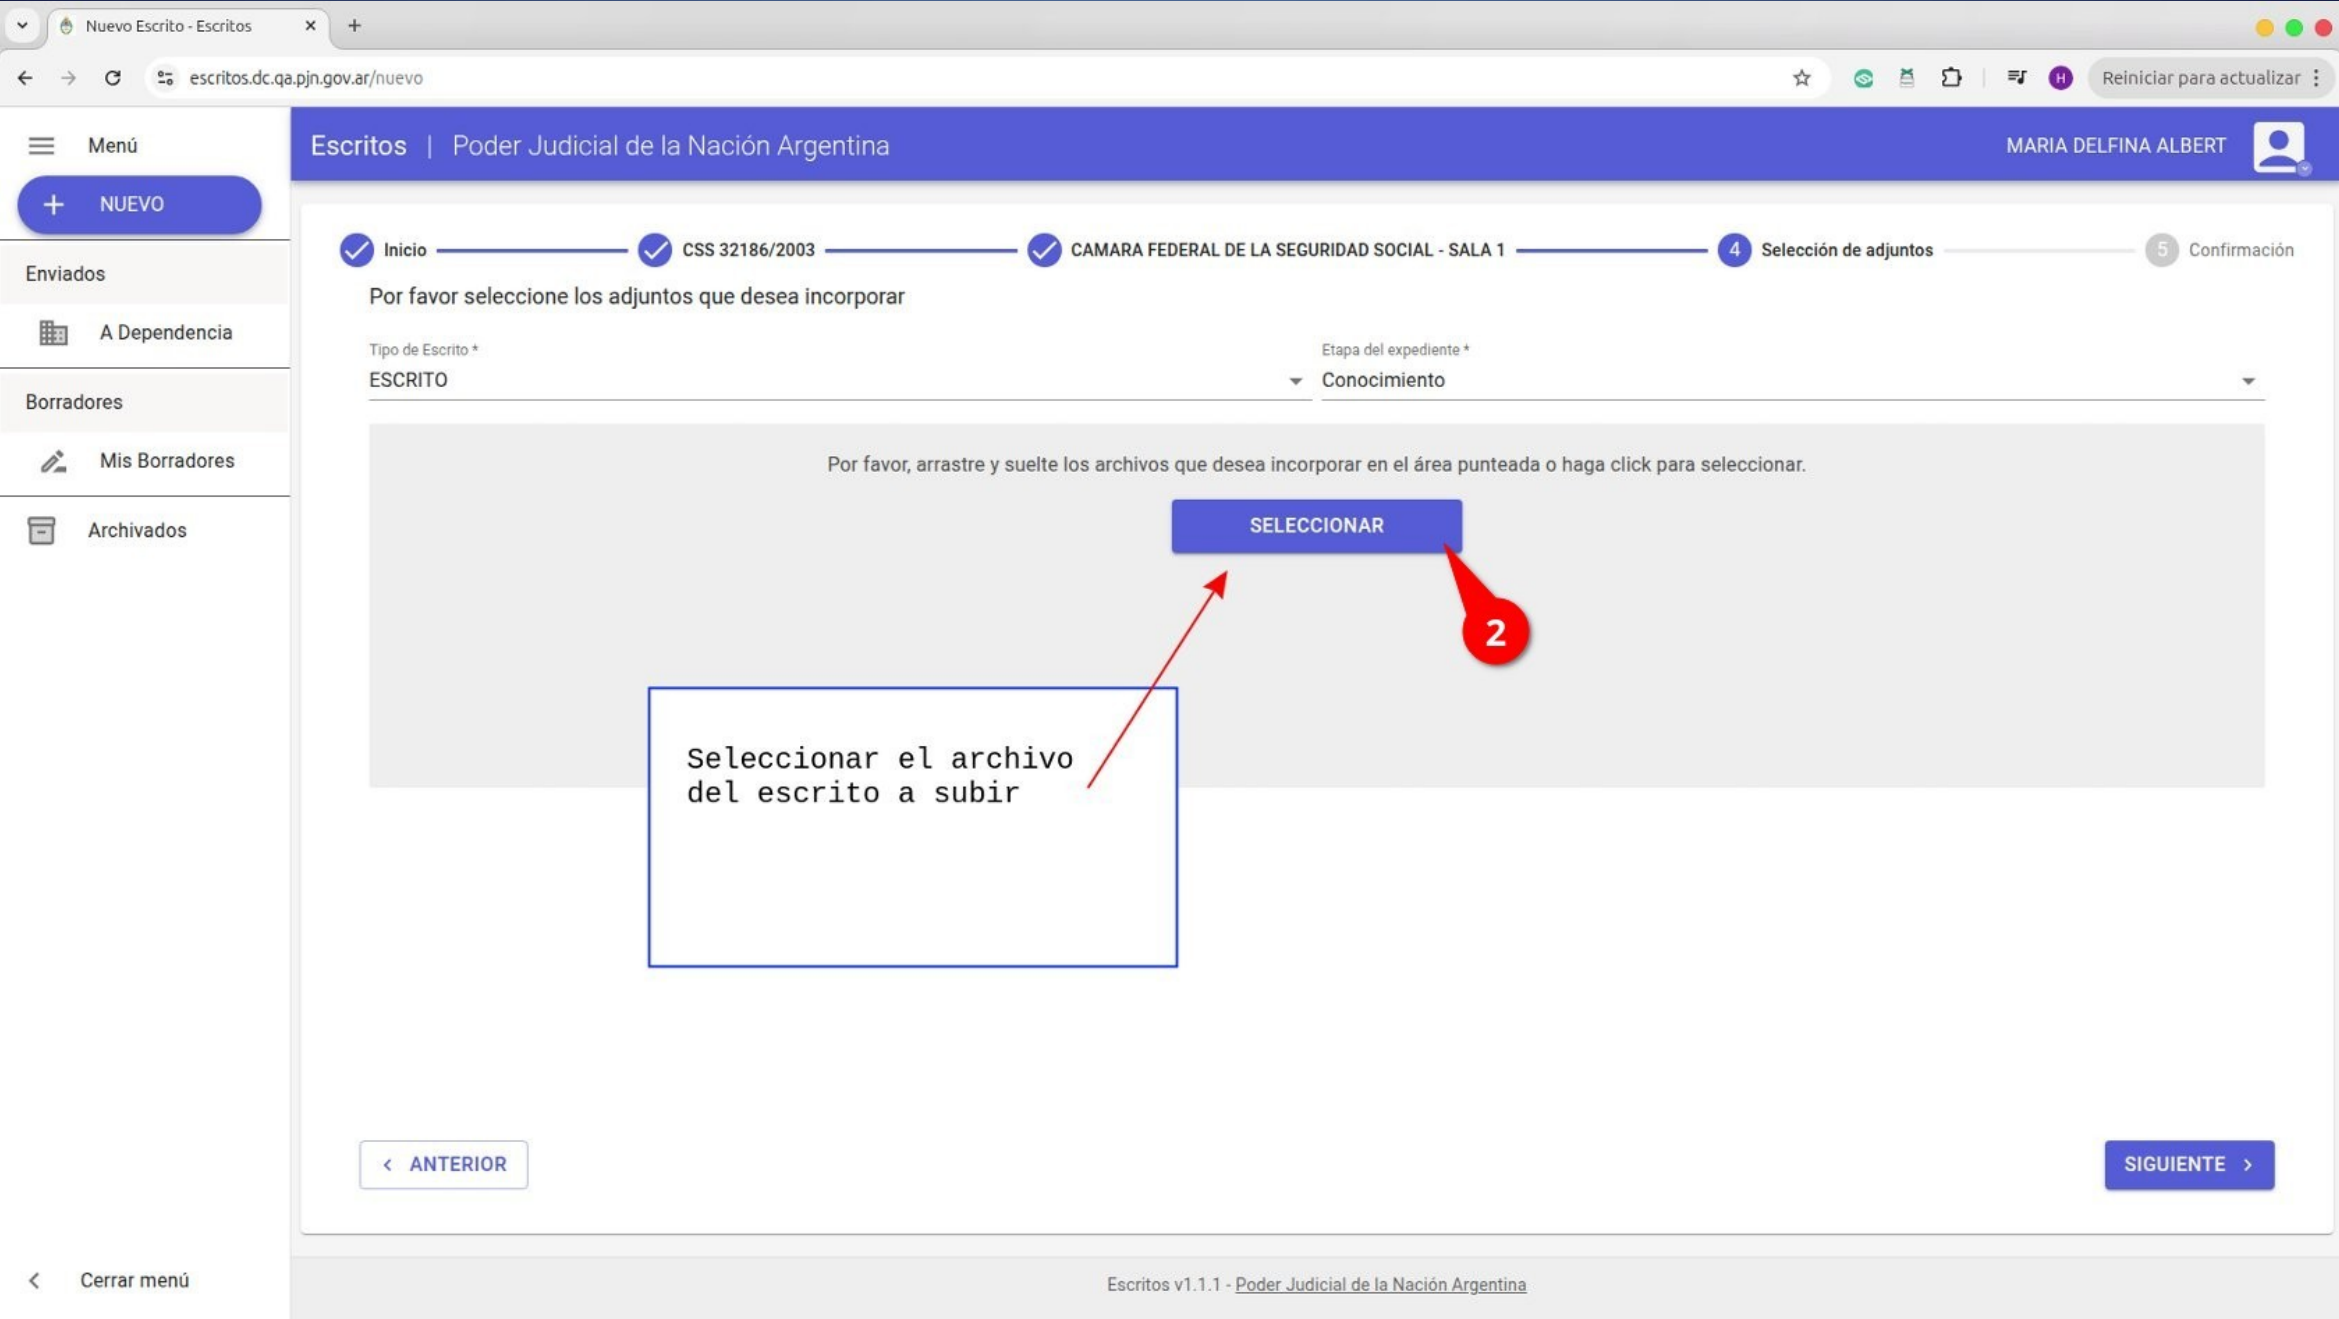 Nuevo Escrito - Escritos
escritos.dc.qa.pjn.gov.ar/nuevo
H
Reiniciar para actualizar
Menú
Escritos | Poder Judicial de la Nación Argentina
MARIA DELFINA ALBERT
+ NUEVO
Inicio
CSS 32186/2003
CAMARA FEDERAL DE LA SEGURIDAD SOCIAL - SALA 1
4 Selección de adjuntos
5 Confirmación
Enviados
A Dependencia
Borradores
Mis Borradores
Archivados
Por favor seleccione los adjuntos que desea incorporar
Tipo de Escrito *
ESCRITO
Etapa del expediente *
Conocimiento
Por favor, arrastre y suelte los archivos que desea incorporar en el área punteada o haga click para seleccionar.
SELECCIONAR
2
Seleccionar el archivo
del escrito a subir
< ANTERIOR
SIGUIENTE >
< Cerrar menú
Escritos v1.1.1 - Poder Judicial de la Nación Argentina